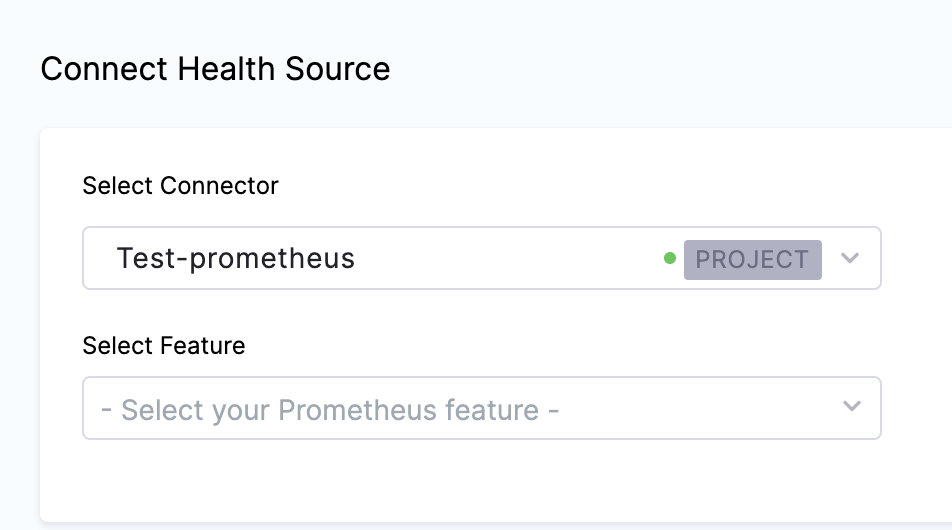 Connect Health Source
Select Connector
Test-prometheus PROJECT
Select Feature
- Select your Prometheus feature -